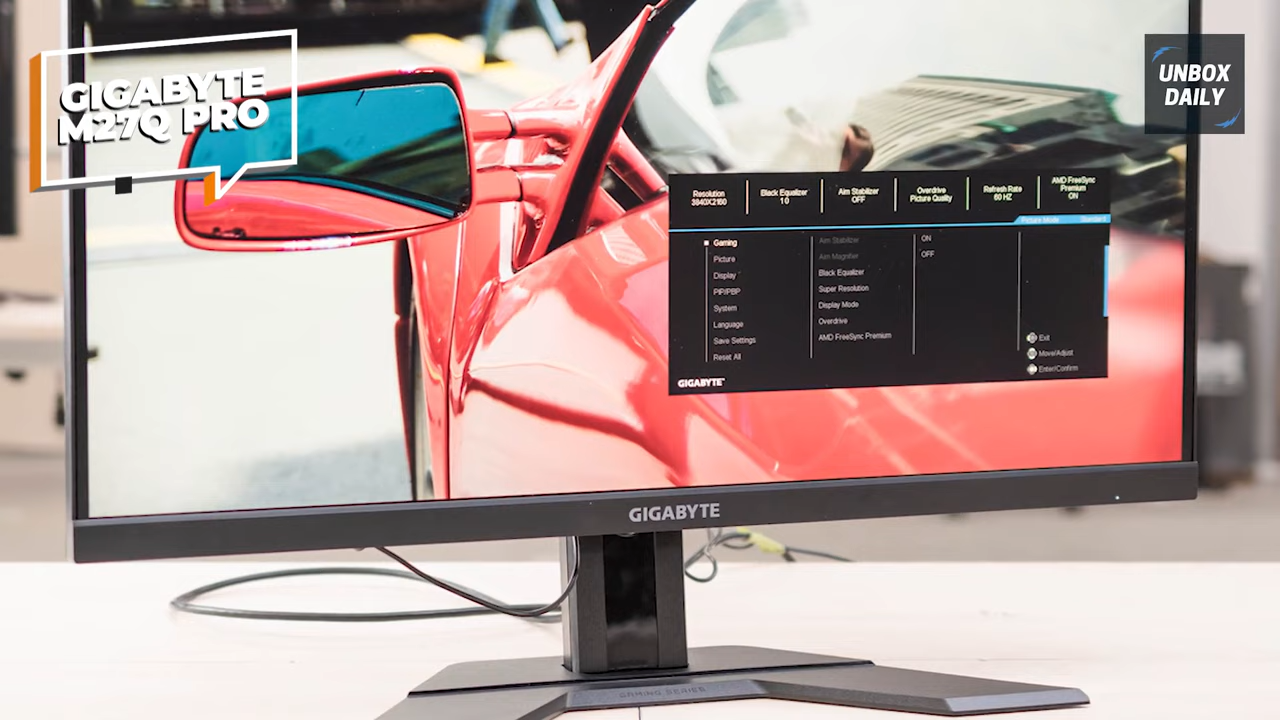 GIGABYTE
M27Q PRO
UNBOX
DAILY
Resolution
3840X2160
Black Equalizer
10
Aim Stabilizer
OFF
Overdrive
Picture Quality
Refresh Rate
60 HZ
AMD FreeSync
Premium
ON
Picture Mode Standard
Gaming
Picture
Display
PIP/PBP
System
Language
Save Settings
Reset All
Aim Stabilizer
Aim Magnifier
Black Equalizer
Super Resolution
Display Mode
Overdrive
AMD FreeSync Premium
ON
OFF
Exit
Move/Adjust
Enter/Confirm
GIGABYTE™
GIGABYTE
GAMING SERIES